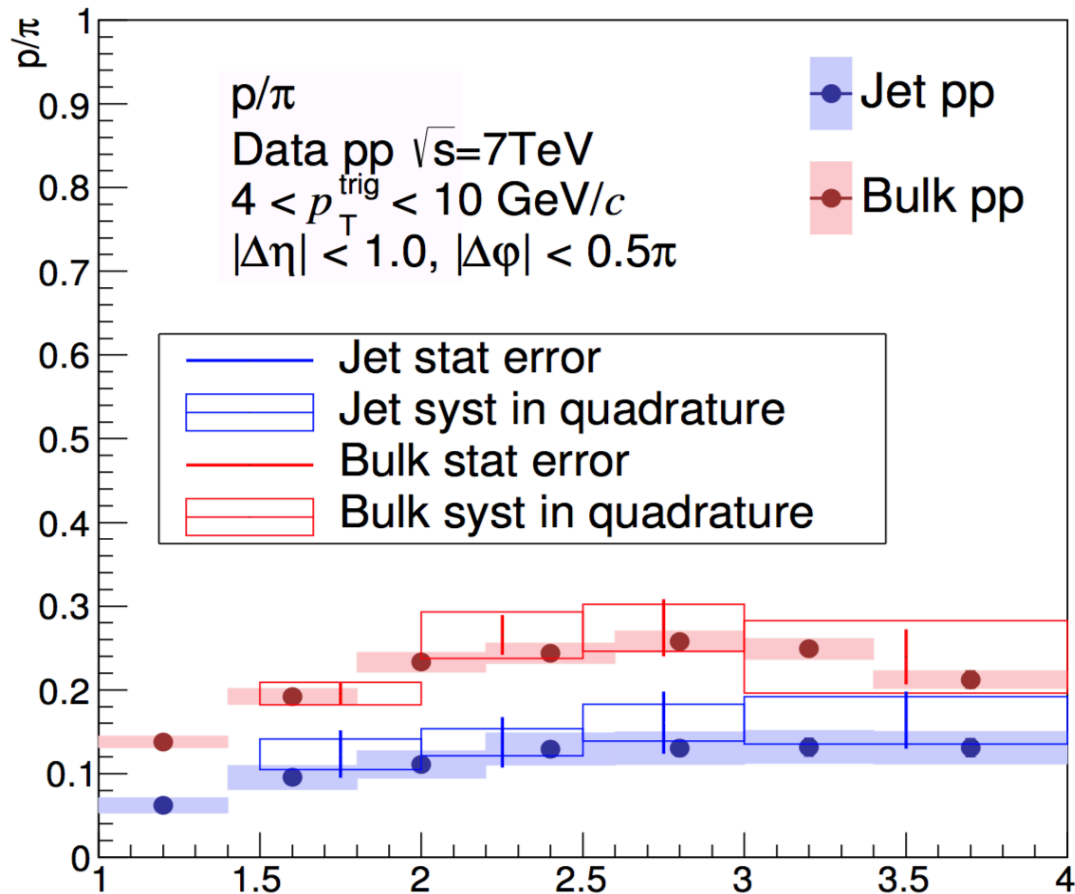 p/π
1
0.9
0.8
0.7
0.6
0.5
0.4
0.3
0.2
0.1
0
p/π
Data pp √s=7TeV
4 < p_T^trig < 10 GeV/c
|Δη| < 1.0, |Δφ| < 0.5π
Jet pp
Bulk pp
Jet stat error
Jet syst in quadrature
Bulk stat error
Bulk syst in quadrature
1 1.5 2 2.5 3 3.5 4